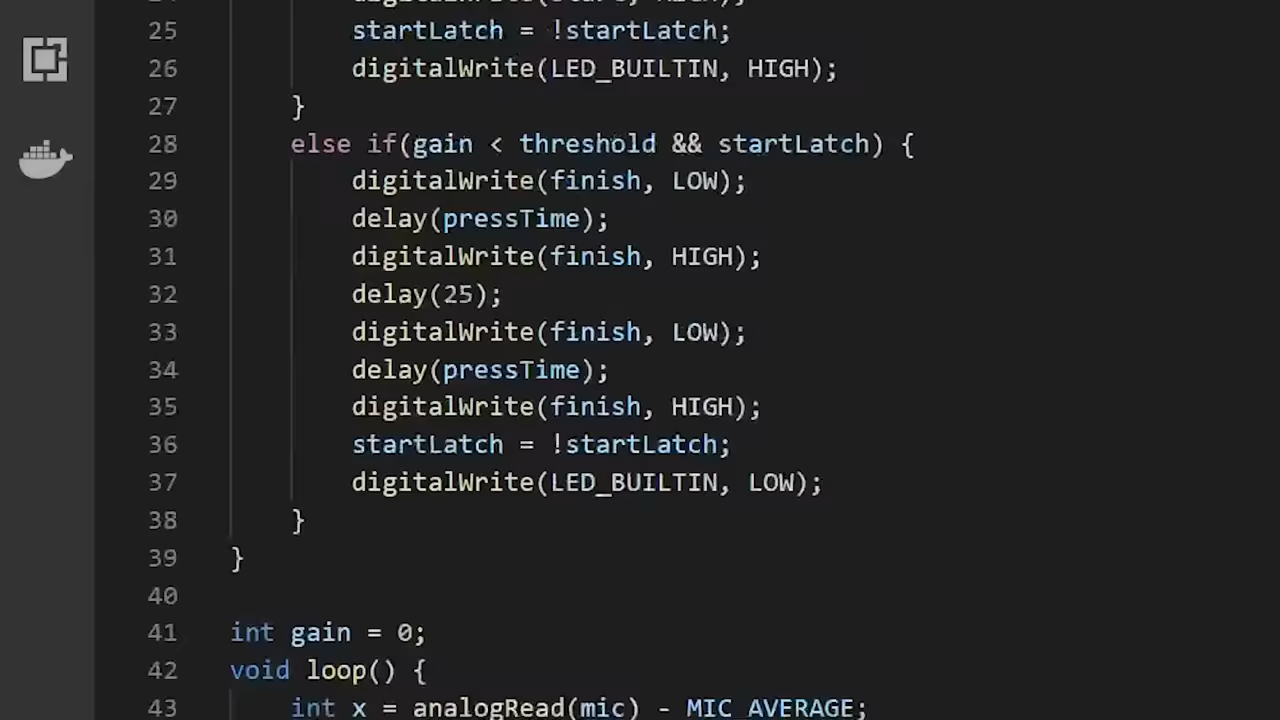 25 startLatch = !startLatch;
26 digitalWrite(LED_BUILTIN, HIGH);
27 }
28 else if(gain < threshold && startLatch) {
29 digitalWrite(finish, LOW);
30 delay(pressTime);
31 digitalWrite(finish, HIGH);
32 delay(25);
33 digitalWrite(finish, LOW);
34 delay(pressTime);
35 digitalWrite(finish, HIGH);
36 startLatch = !startLatch;
37 digitalWrite(LED_BUILTIN, LOW);
38 }
39 }
40
41 int gain = 0;
42 void loop() {
43 int x = analogRead(mic) - MIC_AVERAGE;